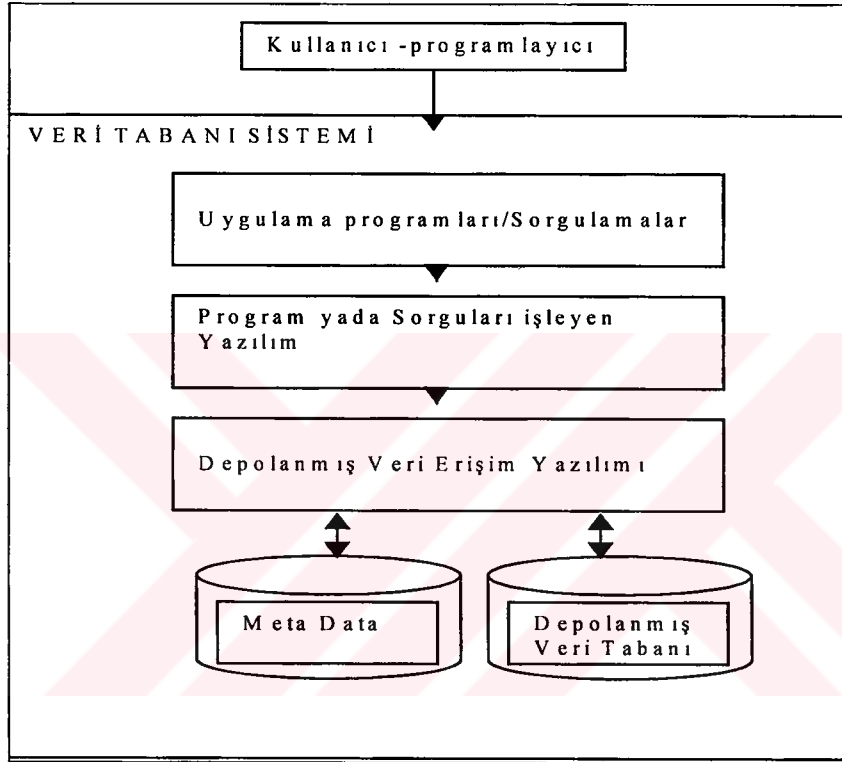 Kullanıcı -programlayıcı
VERİ TABANI SİSTEMİ
Uygulama programları/Sorgulamalar
Program yada Sorguları işleyen
Yazılım
Depolanmış Veri Erişim Yazılımı
Meta Data
Depolanmış
Veri Tabanı